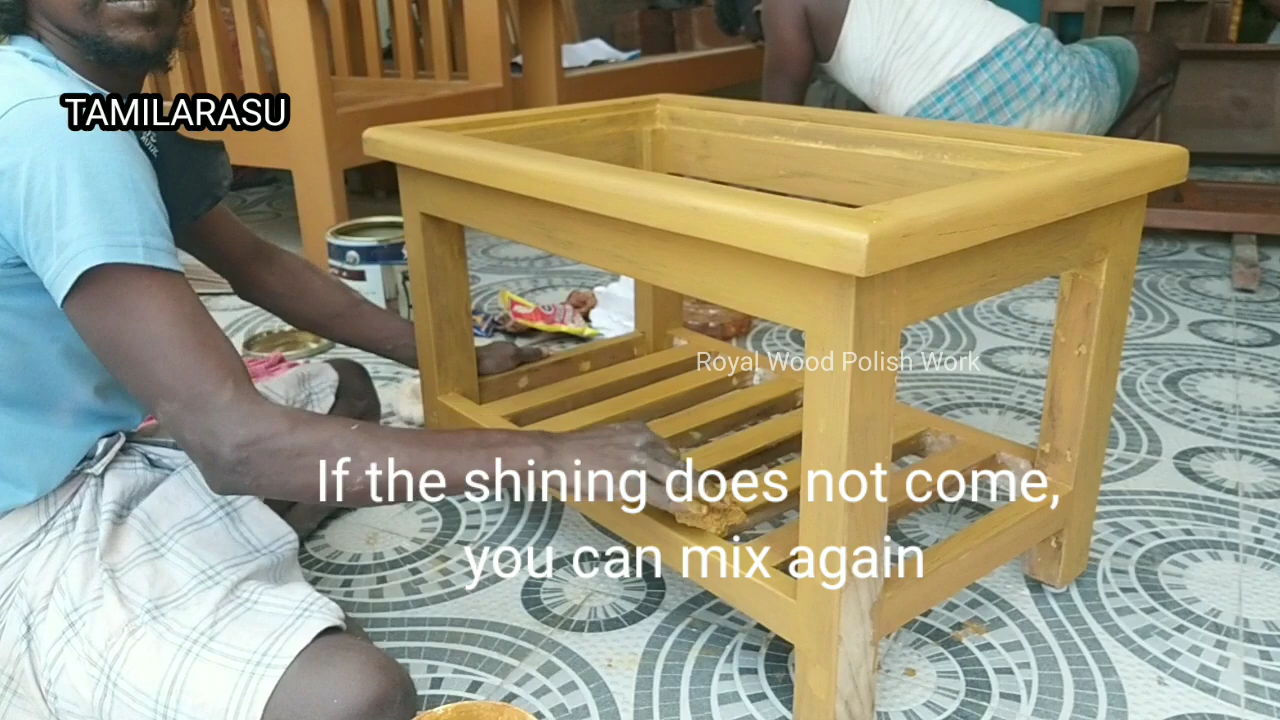 TAMILARASU
Royal Wood Polish Work
If the shining does not come,
you can mix again